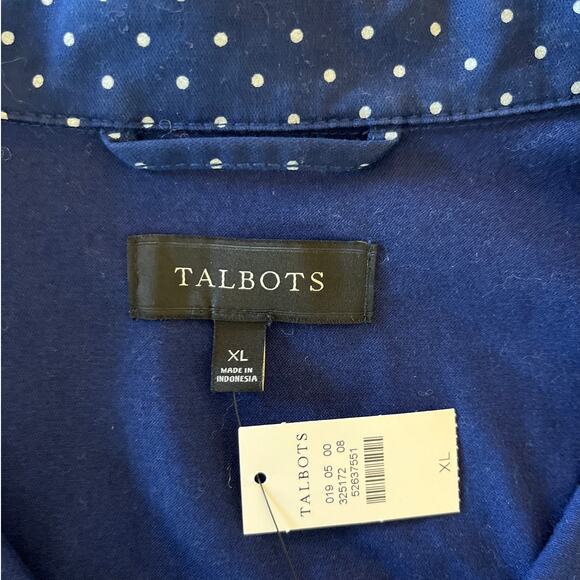 TALBOTS
XL
MADE IN
INDONESIA
TALBOTS
019 05 00
325172 08
52637551
XL